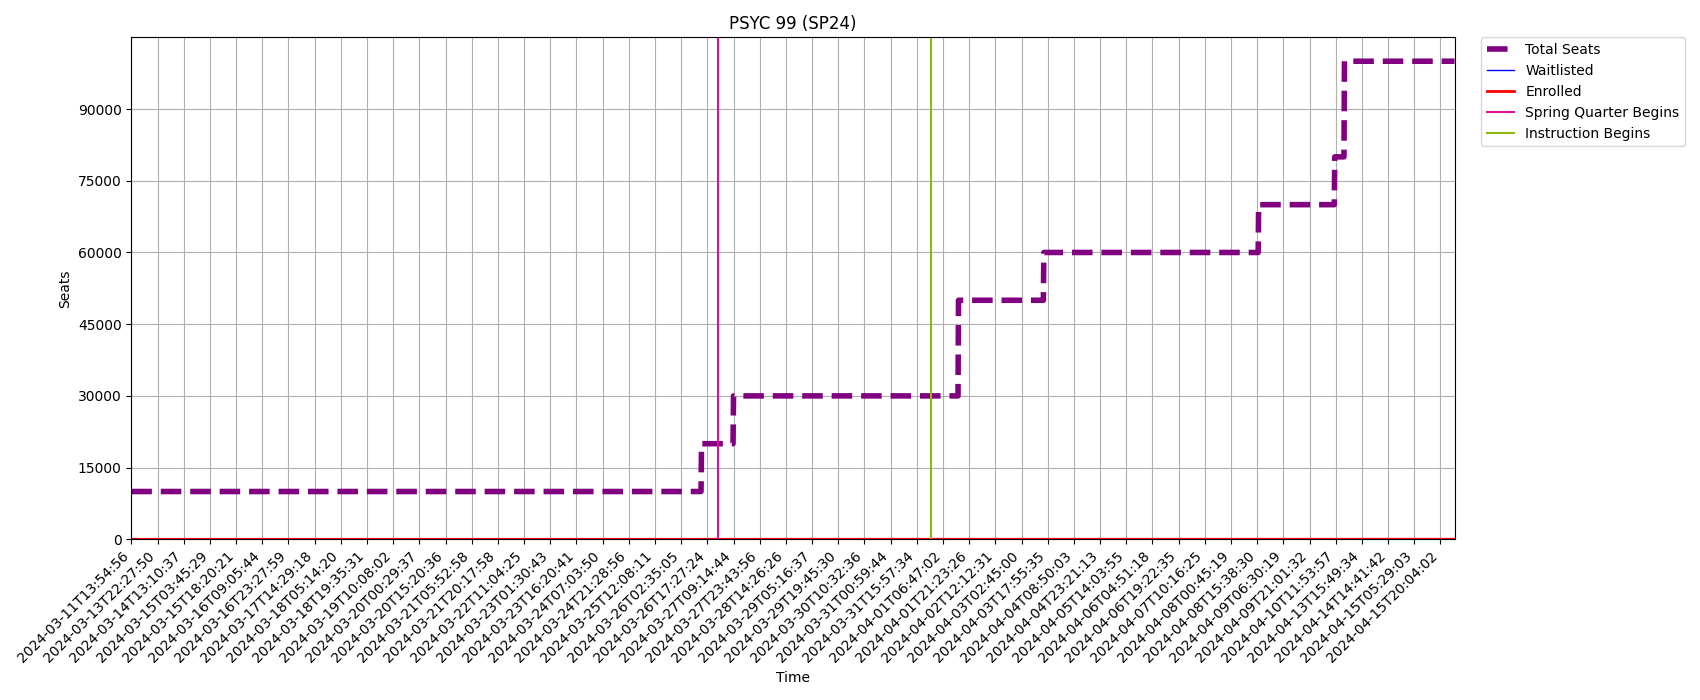 PSYC 99 (SP24)
Total Seats
Waitlisted
Enrolled
Spring Quarter Begins
Instruction Begins
Seats
90000
75000
60000
45000
30000
15000
0
2024-03-11T13:54:56
2024-03-13T22:27:50
2024-03-14T13:10:37
2024-03-15T03:45:29
2024-03-15T18:20:21
2024-03-16T09:05:44
2024-03-16T23:27:59
2024-03-17T14:29:18
2024-03-18T05:14:20
2024-03-18T19:35:31
2024-03-19T10:08:02
2024-03-20T00:29:37
2024-03-20T15:20:36
2024-03-21T05:52:58
2024-03-21T20:17:58
2024-03-22T11:04:25
2024-03-23T01:30:43
2024-03-23T16:20:41
2024-03-24T07:03:50
2024-03-24T21:28:56
2024-03-25T12:08:11
2024-03-26T02:35:05
2024-03-26T17:27:24
2024-03-27T09:14:44
2024-03-27T23:43:56
2024-03-28T14:26:26
2024-03-29T05:16:37
2024-03-29T19:45:30
2024-03-30T10:32:36
2024-03-31T00:59:44
2024-03-31T15:57:34
2024-04-01T06:47:02
2024-04-01T21:23:26
2024-04-02T12:12:31
2024-04-03T02:45:00
2024-04-03T17:55:35
2024-04-04T08:50:03
2024-04-04T23:21:13
2024-04-05T14:03:55
2024-04-06T04:51:18
2024-04-06T19:22:35
2024-04-07T10:16:25
2024-04-08T00:45:19
2024-04-08T15:38:30
2024-04-09T06:30:19
2024-04-09T21:01:32
2024-04-10T11:53:57
2024-04-13T15:49:34
2024-04-14T14:41:42
2024-04-15T05:29:03
2024-04-15T20:04:02
Time